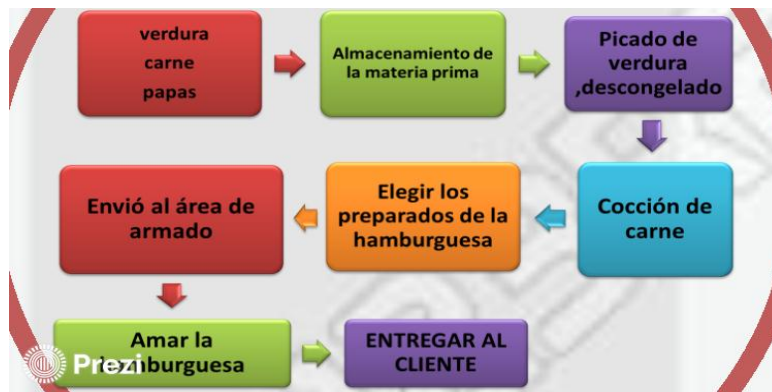 verdura
carne
papas
Almacenamiento de
la materia prima
Picado de
verdura
,descongelado
Cocción de
carne
Elegir los
preparados de la
hamburguesa
Envió al área de
armado
Amar la
hamburguesa
ENTREGAR AL
CLIENTE
Prezi